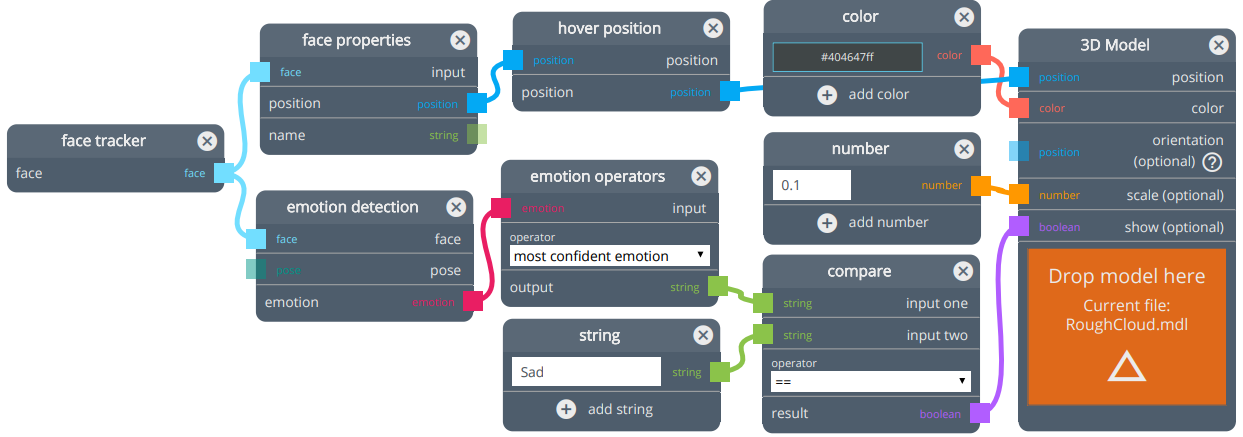 face tracker
face face
face properties
face input
position position
name string
emotion detection
face face
pose pose
emotion emotion
hover position
position position
position position
emotion operators
emotion input
operator
most confident emotion
output string
string
Sad string
add string
color
#404647ff color
add color
number
0.1 number
add number
compare
string input one
string input two
operator
==
result boolean
3D Model
position position
color color
position orientation
(optional) ?
number scale (optional)
boolean show (optional)
Drop model here
Current file:
RoughCloud.mdl